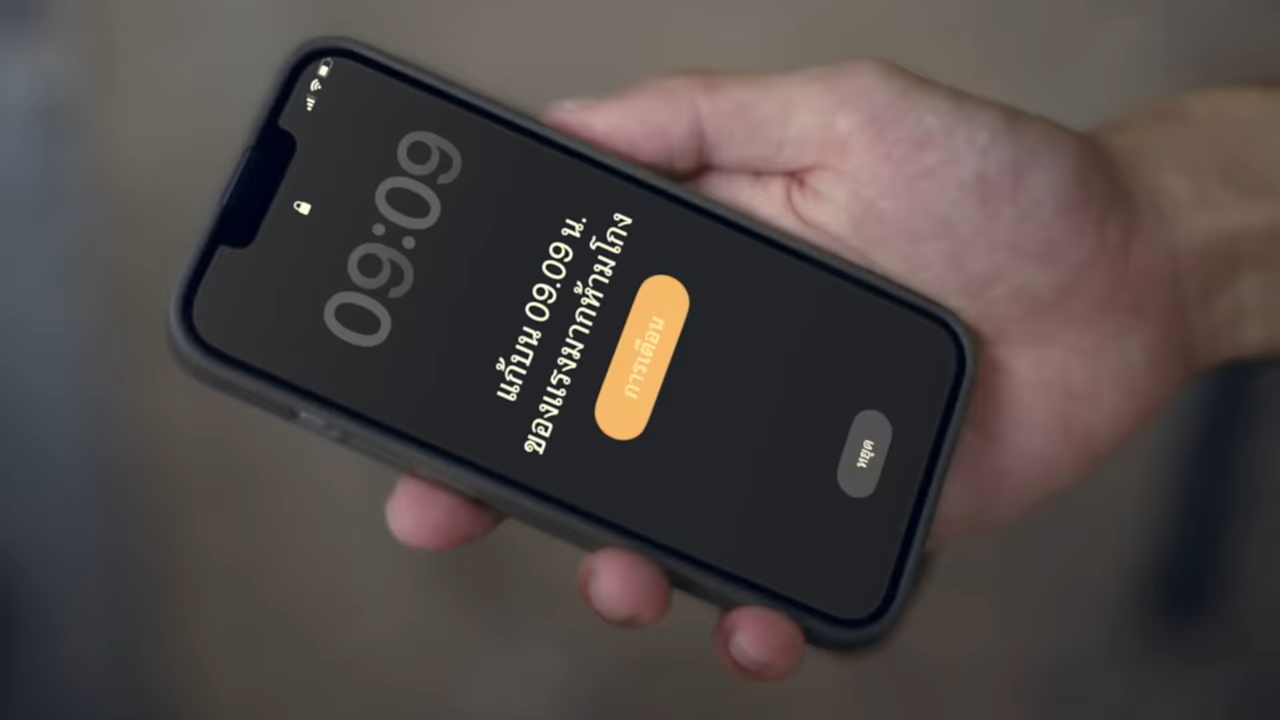 09:09
แก้บน 09.09 น.
ของแรงมากห้ามโกง
การเตือน
หยุด